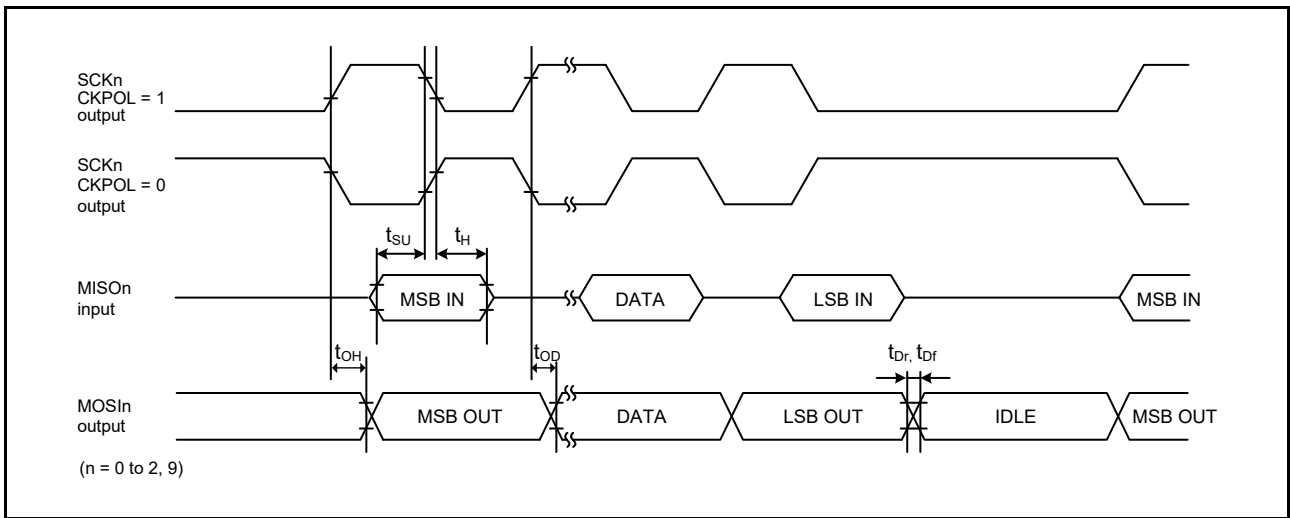 SCKn
CKPOL = 1
output
SCKn
CKPOL = 0
output
tSU
tH
MISOn
input
MSB IN
DATA
LSB IN
MSB IN
tOH
tOD
tDr, tDf
MOSIn
output
MSB OUT
DATA
LSB OUT
IDLE
MSB OUT
(n = 0 to 2, 9)